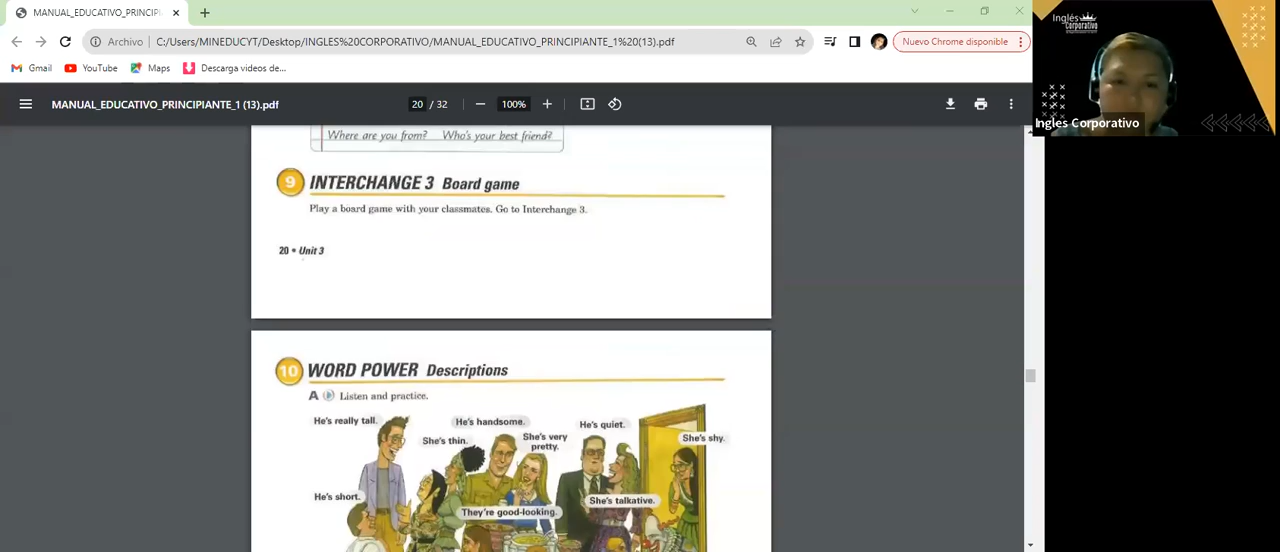 MANUAL_EDUCATIVO_PRINCIPI
Archivo
C:/Users/MINEDUCYT/Desktop/INGLES%20CORPORATIVO/MANUAL_EDUCATIVO_PRINCIPIANTE_1%20(13).pdf
Nuevo Chrome disponible
Gmail
YouTube
Maps
Descarga videos de...
MANUAL_EDUCATIVO_PRINCIPIANTE_1 (13).pdf
20 / 32
100%
Inglés
Corporativo
Ingles Corporativo
Where are you from? Who's your best friend?
9 INTERCHANGE 3 Board game
Play a board game with your classmates. Go to Interchange 3.
20 • Unit 3
10 WORD POWER Descriptions
A Listen and practice.
He's really tall.
He's handsome.
He's quiet.
She's thin.
She's very
pretty.
She's shy.
He's short.
She's talkative.
They're good-looking.